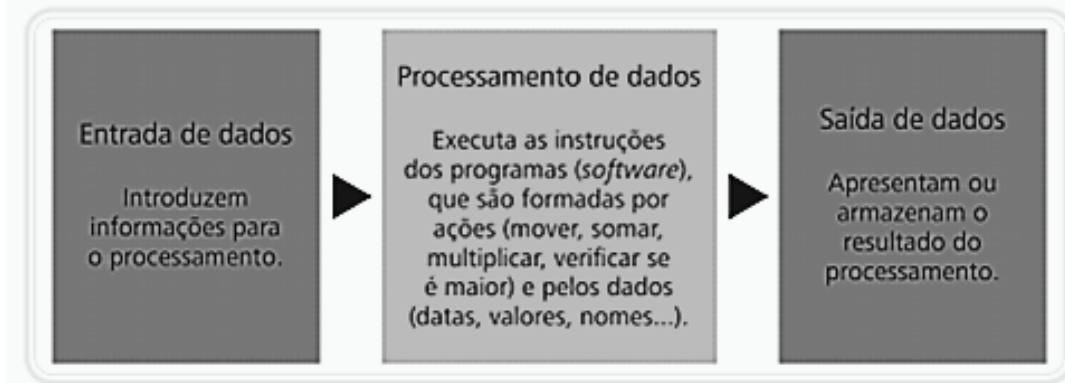 Entrada de dados
Introduzem
informações para
o processamento.
Processamento de dados
Executa as instruções
dos programas (software),
que são formadas por
ações (mover, somar,
multiplicar, verificar se
é maior) e pelos dados
(datas, valores, nomes...).
Saída de dados
Apresentam ou
armazenam o
resultado do
processamento.